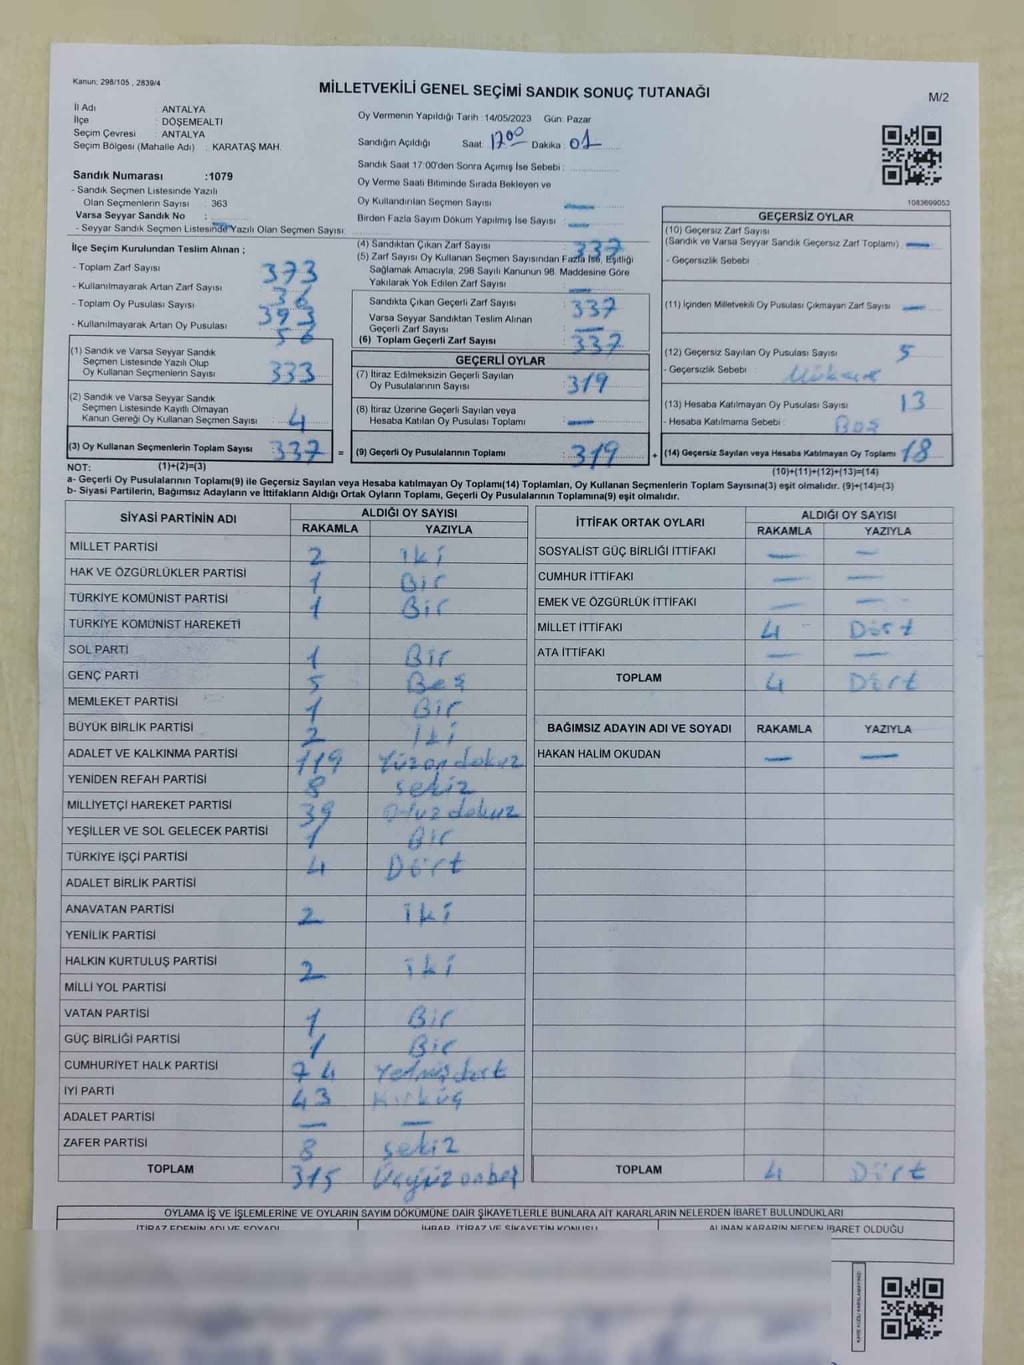 Kanun: 298/105 , 2839/4
MİLLETVEKİLİ GENEL SEÇİMİ SANDIK SONUÇ TUTANAĞI
M/2
İl Adı : ANTALYA
İlçe : DÖŞEMEALTI
Seçim Çevresi : ANTALYA
Seçim Bölgesi (Mahalle Adı) : KARATAŞ MAH.
Sandık Numarası :1079
- Sandık Seçmen Listesinde Yazılı
Olan Seçmenlerin Sayısı : 363
Varsa Seyyar Sandık No :
- Seyyar Sandık Seçmen Listesinde Yazılı Olan Seçmen Sayısı: —
Oy Vermenin Yapıldığı Tarih : 14/05/2023 Gün: Pazar
Sandığın Açıldığı Saat: 17:00 Dakika: 01
Sandık Saat 17:00'den Sonra Açımış İse Sebebi :
Oy Verme Saati Bitiminde Sırada Bekleyen ve
Oy Kullandırılan Seçmen Sayısı : —
Birden Fazla Sayım Döküm Yapılmış İse Sayısı : —
1083699053
İlçe Seçim Kurulundan Teslim Alınan ;
- Toplam Zarf Sayısı : 373
- Kullanılmayarak Artan Zarf Sayısı : 36
- Toplam Oy Pusulası Sayısı : 393
- Kullanılmayarak Artan Oy Pusulası : 56
(1) Sandık ve Varsa Seyyar Sandık
Seçmen Listesinde Yazılı Olup
Oy Kullanan Seçmenlerin Sayısı : 333
(2) Sandık ve Varsa Seyyar Sandık
Seçmen Listesinde Kayıtlı Olmayan
Kanun Gereği Oy Kullanan Seçmen Sayısı : 4
(3) Oy Kullanan Seçmenlerin Toplam Sayısı : 337 =
(4) Sandıktan Çıkan Zarf Sayısı : 337
(5) Zarf Sayısı Oy Kullanan Seçmen Sayısından Fazla İse, Eşitliği
Sağlamak Amacıyla, 298 Sayılı Kanunun 98. Maddesine Göre
Yakılarak Yok Edilen Zarf Sayısı : —
Sandıkta Çıkan Geçerli Zarf Sayısı : 337
Varsa Seyyar Sandıktan Teslim Alınan
Geçerli Zarf Sayısı : —
(6) Toplam Geçerli Zarf Sayısı : 337
GEÇERLİ OYLAR
(7) İtiraz Edilmeksizin Geçerli Sayılan
Oy Pusulalarının Sayısı : 319
(8) İtiraz Üzerine Geçerli Sayılan veya
Hesaba Katılan Oy Pusulası Toplamı : —
(9) Geçerli Oy Pusulalarının Toplamı : 319 +
GEÇERSİZ OYLAR
(10) Geçersiz Zarf Sayısı
(Sandık ve Varsa Seyyar Sandık Geçersiz Zarf Toplamı) : —
- Geçersizlik Sebebi :
(11) İçinden Milletvekili Oy Pusulası Çıkmayan Zarf Sayısı : —
(12) Geçersiz Sayılan Oy Pusulası Sayısı : 5
- Geçersizlik Sebebi :
(13) Hesaba Katılmayan Oy Pusulası Sayısı : 13
- Hesaba Katılmama Sebebi : Boş
(14) Geçersiz Sayılan veya Hesaba Katılmayan Oy Toplamı : 18
NOT: (1)+(2)=(3)
(10)+(11)+(12)+(13)=(14)
a- Geçerli Oy Pusulalarının Toplamı(9) ile Geçersiz Sayılan veya Hesaba katılmayan Oy Toplamı(14) Toplamları, Oy Kullanan Seçmenlerin Toplam Sayısına(3) eşit olmalıdır. (9)+(14)=(3)
b- Siyasi Partilerin, Bağımsız Adayların ve İttifakların Aldığı Ortak Oyların Toplamı, Geçerli Oy Pusulalarının Toplamına(9) eşit olmalıdır.
SİYASİ PARTİNİN ADI ALDIĞI OY SAYISI
RAKAMLA YAZIYLA
MİLLET PARTİSİ 2 iki
HAK VE ÖZGÜRLÜKLER PARTİSİ 1 Bir
TÜRKİYE KOMÜNİST PARTİSİ 1 Bir
TÜRKİYE KOMÜNİST HAREKETİ
SOL PARTİ 1 Bir
GENÇ PARTİ 5 Beş
MEMLEKET PARTİSİ 1 Bir
BÜYÜK BİRLİK PARTİSİ 2 İki
ADALET VE KALKINMA PARTİSİ 119 Yüzondokuz
YENİDEN REFAH PARTİSİ 8 sekiz
MİLLİYETÇİ HAREKET PARTİSİ 39 Otuzdokuz
YEŞİLLER VE SOL GELECEK PARTİSİ 1 Bir
TÜRKİYE İŞÇİ PARTİSİ 4 Dört
ADALET BİRLİK PARTİSİ
ANAVATAN PARTİSİ 2 iki
YENİLİK PARTİSİ
HALKIN KURTULUŞ PARTİSİ 2 iki
MİLLİ YOL PARTİSİ
VATAN PARTİSİ 1 Bir
GÜÇ BİRLİĞİ PARTİSİ 1 Bir
CUMHURİYET HALK PARTİSİ 74 Yetmişdört
İYİ PARTİ 43 Kırküç
ADALET PARTİSİ — —
ZAFER PARTİSİ 8 sekiz
TOPLAM 315 Üçyüzonbeş
İTTİFAK ORTAK OYLARI ALDIĞI OY SAYISI
RAKAMLA YAZIYLA
SOSYALİST GÜÇ BİRLİĞİ İTTİFAKI — —
CUMHUR İTTİFAKI — —
EMEK VE ÖZGÜRLÜK İTTİFAKI — —
MİLLET İTTİFAKI 4 Dört
ATA İTTİFAKI — —
TOPLAM 4 Dört
BAĞIMSIZ ADAYIN ADI VE SOYADI RAKAMLA YAZIYLA
HAKAN HALİM OKUDAN — —
TOPLAM 4 Dört
OYLAMA İŞ VE İŞLEMLERİNE VE OYLARIN SAYIM DÖKÜMÜNE DAİR ŞİKAYETLERLE BUNLARA AİT KARARLARIN NELERDEN İBARET BULUNDUKLARI
İTİRAZ EDENİN ADI VE SOYADI İHBAR, İTİRAZ VE ŞİKAYETİN KONUSU ALINAN KARARIN NEDEN İBARET OLDUĞU